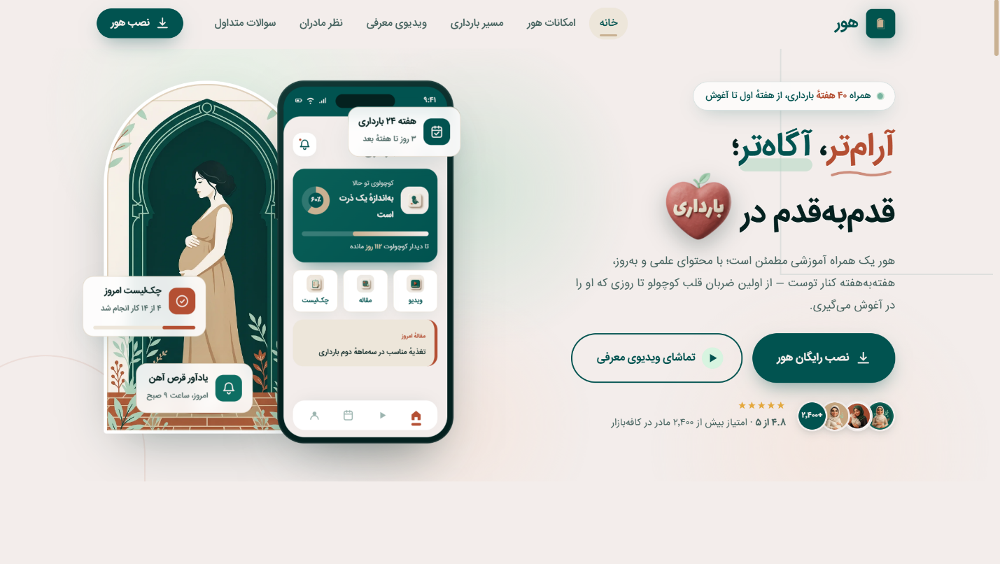 هور
خانه
امکانات هور
مسیر بارداری
ویدیوی معرفی
نظر مادران
سوالات متداول
نصب هور
همراه ۴۰ هفتهٔ بارداری، از هفتهٔ اول تا آغوش
آرام‌تر، آگاه‌تر؛
قدم‌به‌قدم در بارداری
هور یک همراه آموزشی مطمئن است؛ با محتوای علمی و به‌روز،
هفته‌به‌هفته کنار توست — از اولین ضربان قلب کوچولو تا روزی که او را
در آغوش می‌گیری.
نصب رایگان هور
تماشای ویدیوی معرفی
+۲,۴۰۰
۴.۸ از ۵ · امتیاز بیش از ۲,۴۰۰ مادر در کافه‌بازار
۹:۴۱
هفته ۲۴ بارداری
۳ روز تا هفتهٔ بعد
کوچولوی تو حالا
به‌اندازهٔ یک ذرت
است
۶۰٪
تا دیدار کوچولوت ۱۱۲ روز مانده
ویدیو
مقاله
چک‌لیست
مقالهٔ امروز
تغذیهٔ مناسب در سه‌ماههٔ دوم بارداری
چک‌لیست امروز
۴ از ۱۴ کار انجام شد
یادآور قرص آهن
امروز، ساعت ۹ صبح